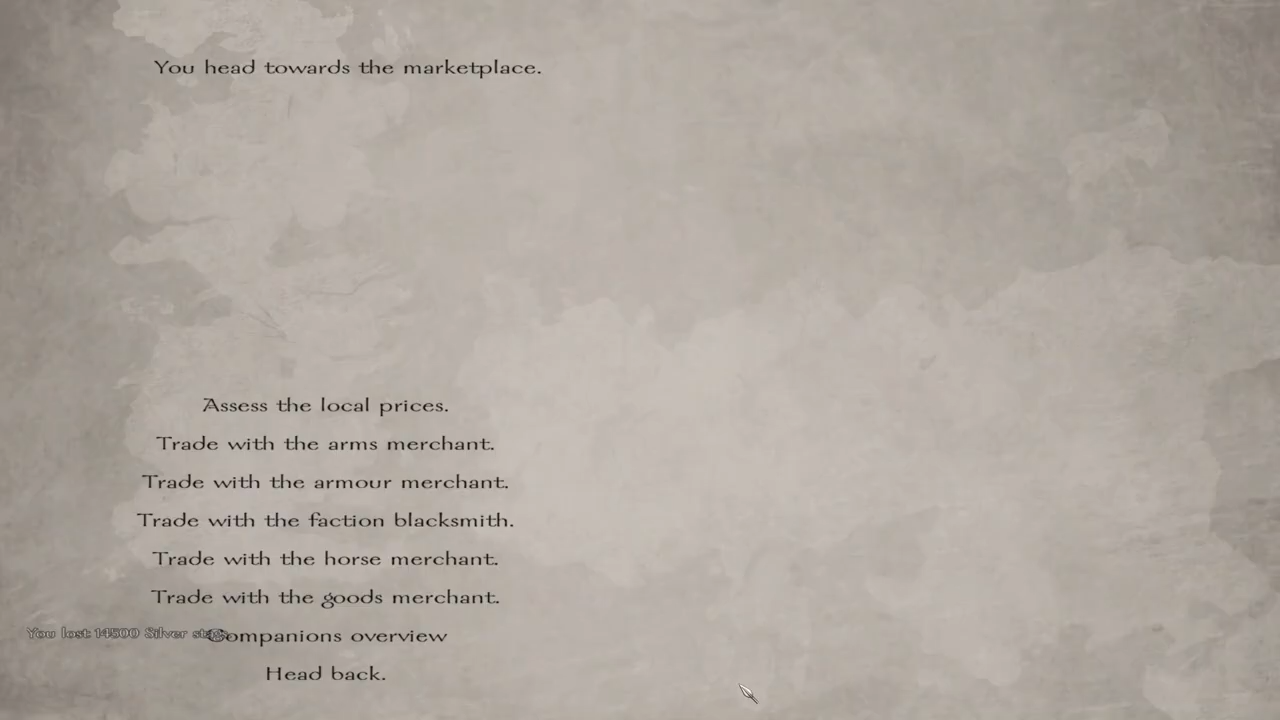 You head towards the marketplace.
Assess the local prices.
Trade with the arms merchant.
Trade with the armour merchant.
Trade with the faction blacksmith.
Trade with the horse merchant.
Trade with the goods merchant.
You lost 14500 Silver
Companions overview
Head back.